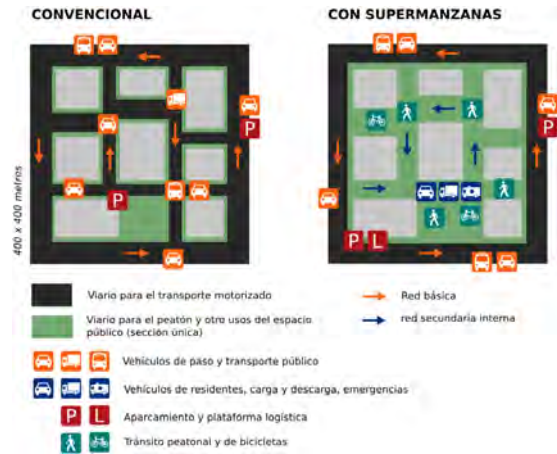 CONVENCIONAL
CON SUPERMANZANAS
P
P
400 x 400 metros
P
P L
Viario para el transporte motorizado
Red básica
Viario para el peatón y otro usos del espacio
público (sección única)
red secundaria interna
Vehículos de paso y transporte público
Vehículos de residentes, carga y descarga, emergencias
P L
Aparcamiento y plataforma logística
Tránsito peatonal y de bicicletas